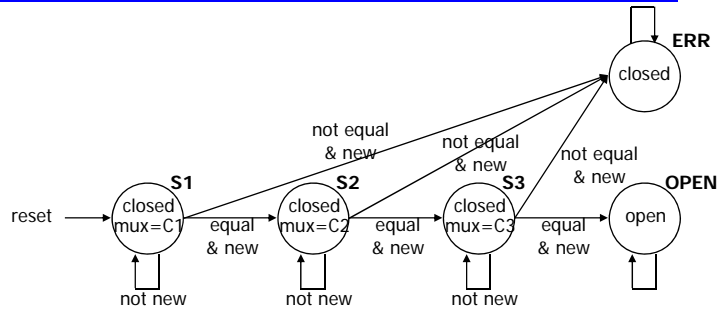 ERR
closed
not equal
& new
not equal
& new
not equal
& new
S1
S2
S3
OPEN
reset
closed
mux=C1
equal
& new
closed
mux=C2
equal
& new
closed
mux=C3
equal
& new
open
not new
not new
not new